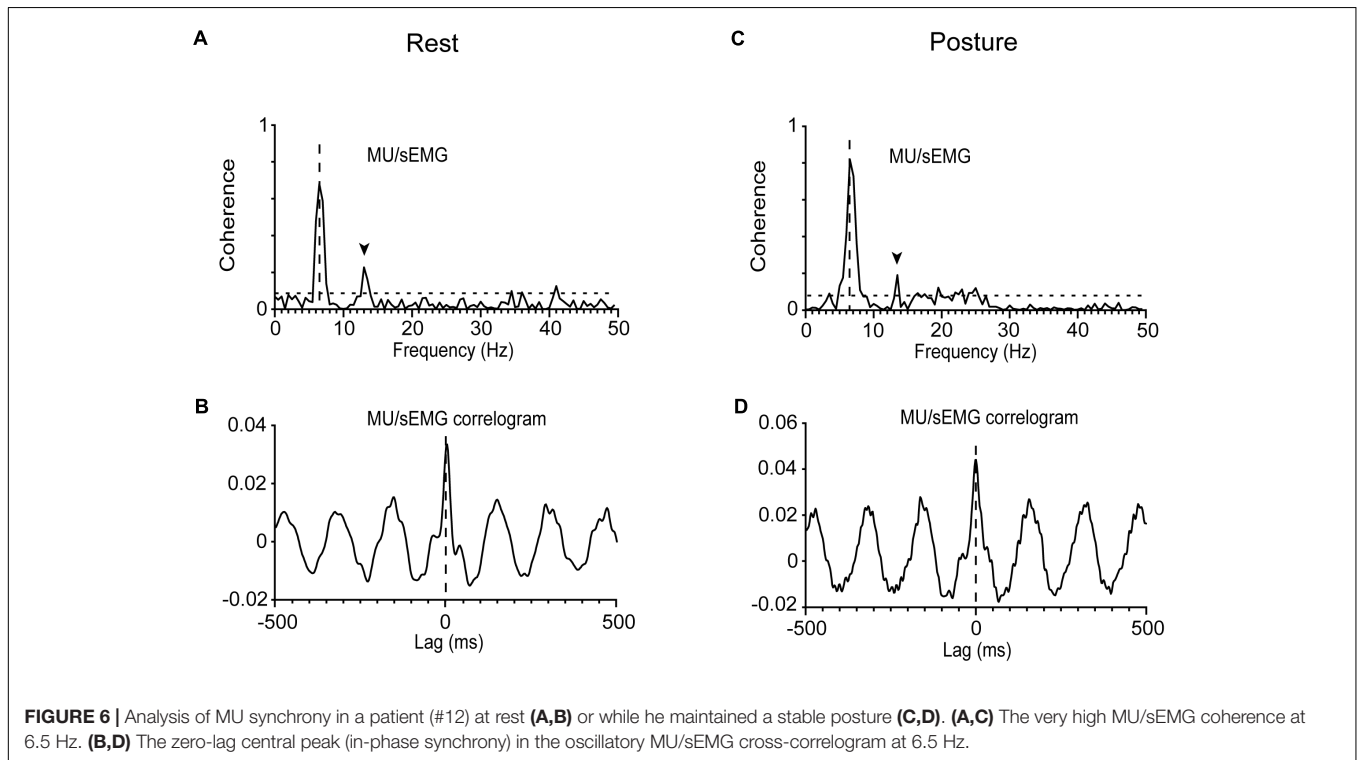 A
Rest
C
Posture
1
MU/sEMG
Coherence
0
0 10 20 30 40 50
Frequency (Hz)
1
MU/sEMG
Coherence
0
0 10 20 30 40 50
Frequency (Hz)
B
MU/sEMG correlogram
0.04
0.02
0
-0.02
-500 0 500
Lag (ms)
D
MU/sEMG correlogram
0.06
0.04
0.02
0
-0.02
-500 0 500
Lag (ms)
FIGURE 6 | Analysis of MU synchrony in a patient (#12) at rest (A,B) or while he maintained a stable posture (C,D). (A,C) The very high MU/sEMG coherence at
6.5 Hz. (B,D) The zero-lag central peak (in-phase synchrony) in the oscillatory MU/sEMG cross-correlogram at 6.5 Hz.